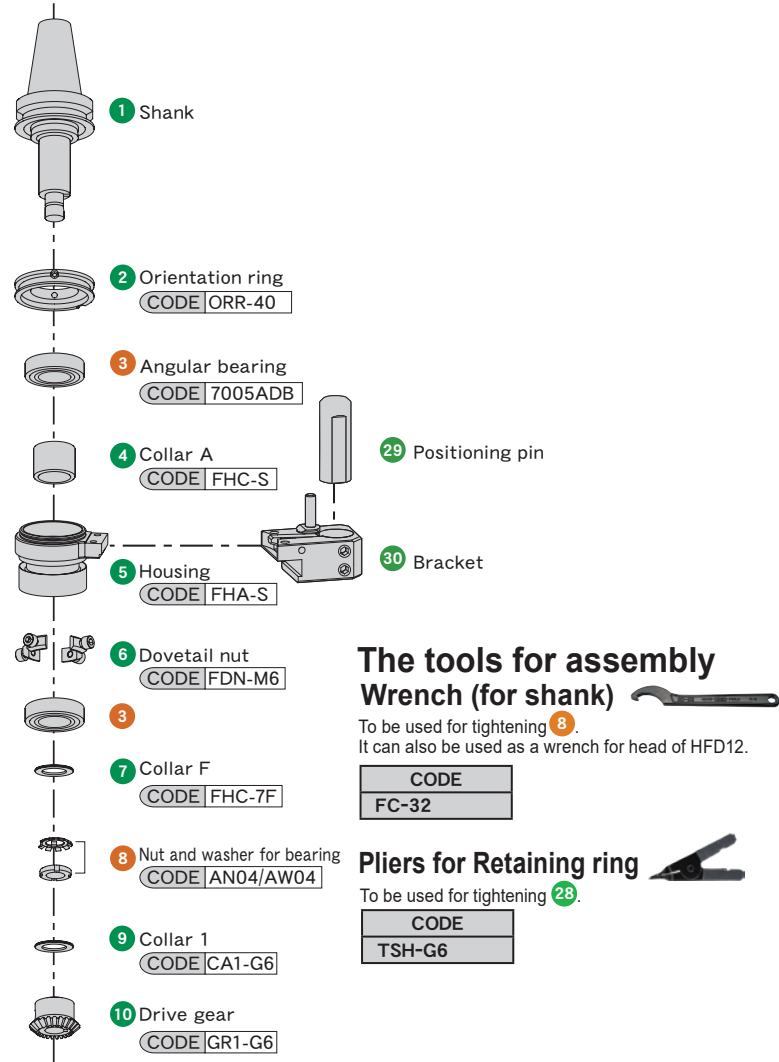 1 Shank
2 Orientation ring
CODE ORR-40
3 Angular bearing
CODE 7005ADB
4 Collar A
CODE FHC-S
29 Positioning pin
5 Housing
CODE FHA-S
30 Bracket
6 Dovetail nut
CODE FDN-M6
3
7 Collar F
CODE FHC-7F
8 Nut and washer for bearing
CODE AN04/AW04
9 Collar 1
CODE CA1-G6
10 Drive gear
CODE GR1-G6
The tools for assembly
Wrench (for shank)
To be used for tightening 8.
It can also be used as a wrench for head of HFD12.
CODE
FC-32
Pliers for Retaining ring
To be used for tightening 28.
CODE
TSH-G6